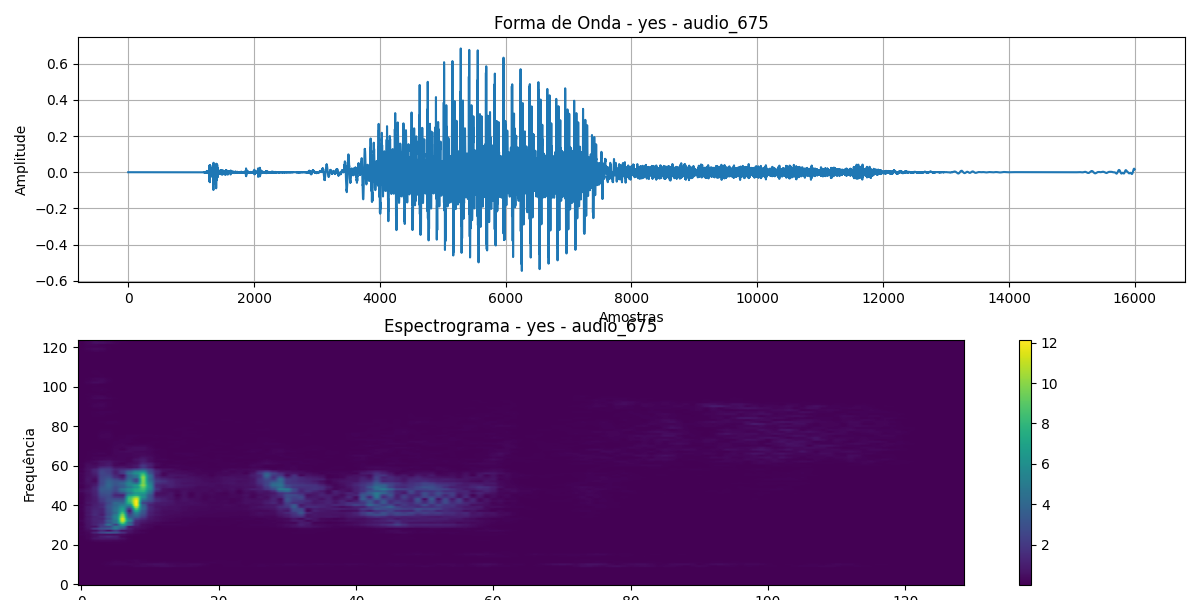 Forma de Onda - yes - audio_675
Amplitude
0.6
0.4
0.2
0.0
−0.2
−0.4
−0.6
0 2000 4000 6000 8000 10000 12000 14000 16000
Amostras
Espectrograma - yes - audio_675
Frequência
120
100
80
60
40
20
0
12
10
8
6
4
2
0 20 40 60 80 100 120